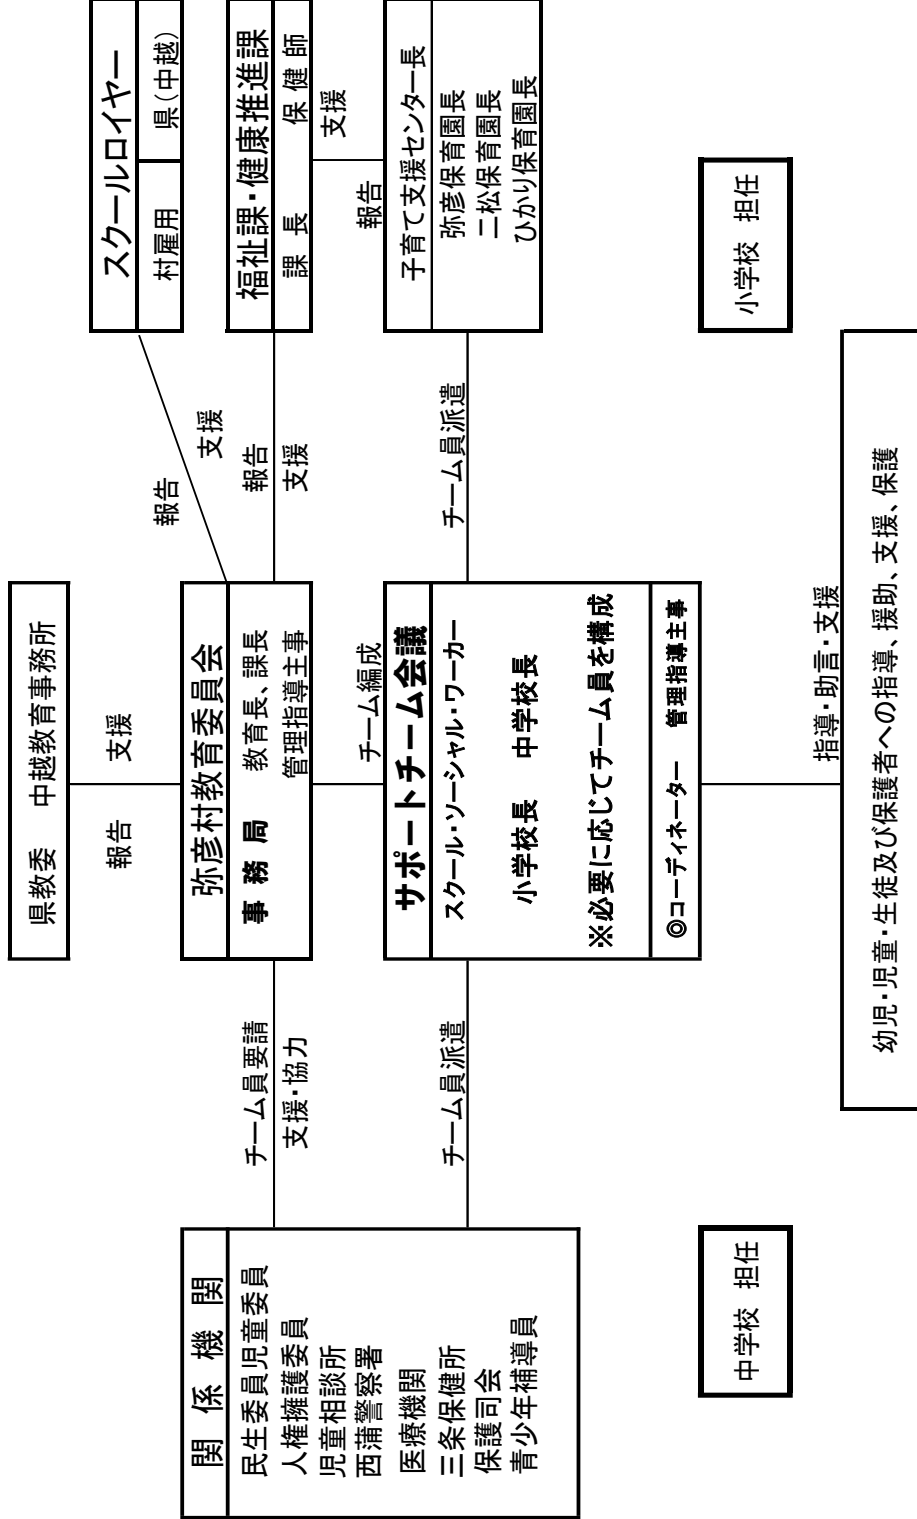 県教委　中越教育事務所
報告
支援
弥彦村教育委員会
事 務 局　教育長、課長
管理指導主事
報告
支援
スクールロイヤー
村雇用　県（中越）
報告
支援
福祉課・健康推進課
課　長　　保 健 師
報告
支援
子育て支援センター長
弥彦保育園長
二松保育園長
ひかり保育園長
チーム員要請
支援・協力
関 係 機 関
民生委員児童委員
人権擁護委員
児童相談所
西蒲警察署
医療機関
三条保健所
保護司会
青少年補導員
チーム編成
サポートチーム会議
スクール・ソーシャル・ワーカー
小学校長　中学校長
※必要に応じてチーム員を構成
◎コーディネーター　管理指導主事
チーム員派遣
チーム員派遣
中学校　担任
小学校　担任
指導・助言・支援
幼児・児童・生徒及び保護者への指導、援助、支援、保護